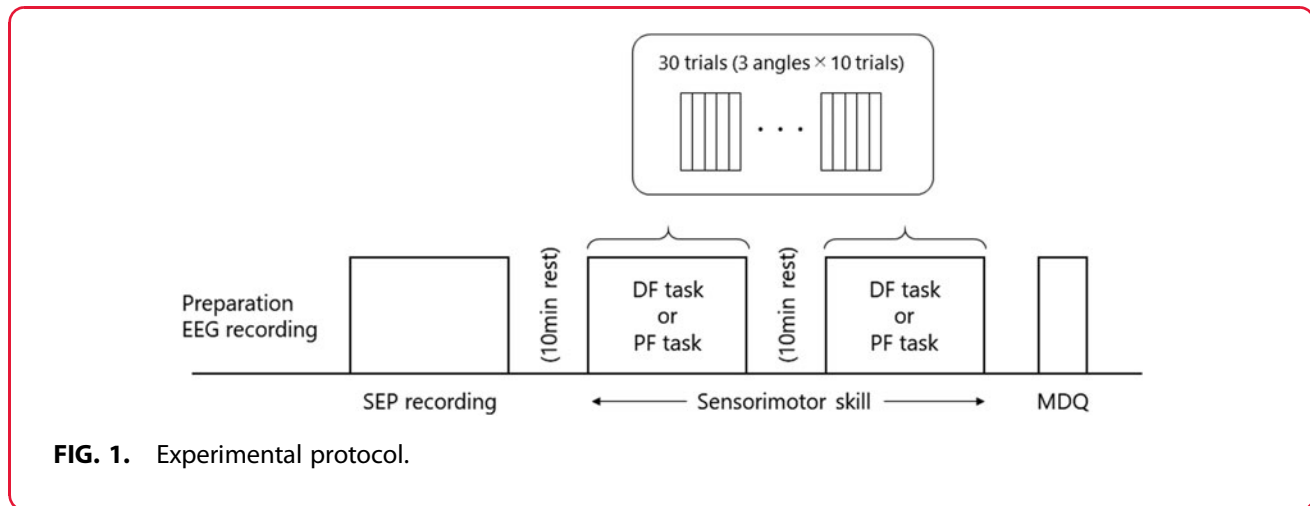 30 trials (3 angles × 10 trials)
· · ·
Preparation
EEG recording
(10min rest)
DF task
or
PF task
(10min rest)
DF task
or
PF task
SEP recording
Sensorimotor skill
MDQ
FIG. 1. Experimental protocol.